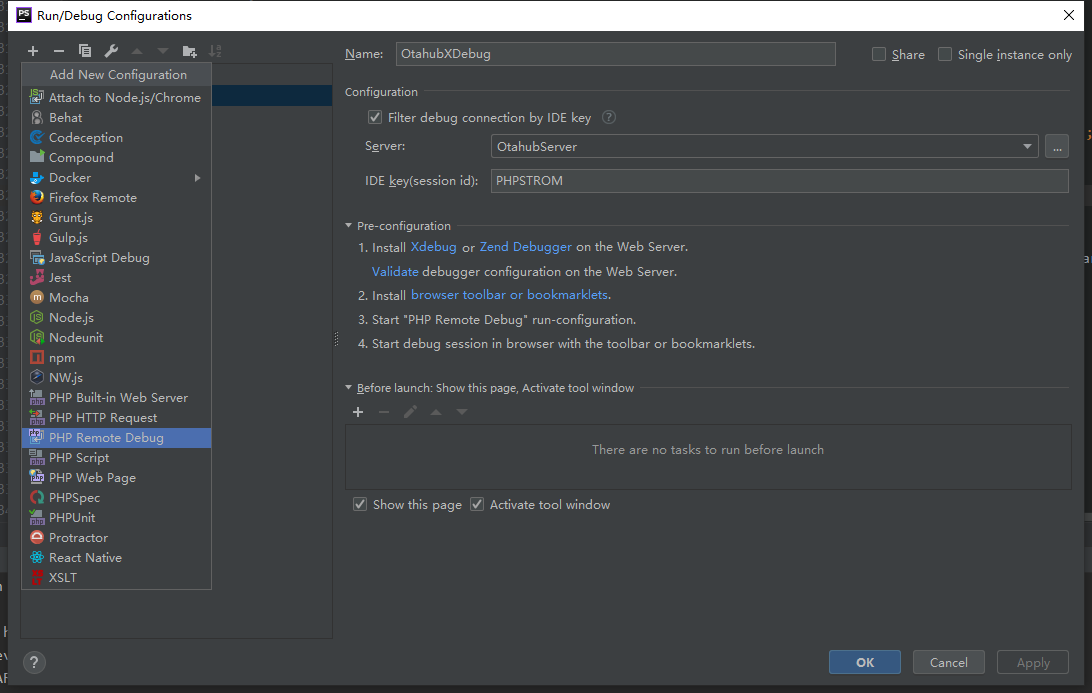 PS Run/Debug Configurations
Name: OtahubXDebug Share Single instance only
Add New Configuration
Attach to Node.js/Chrome
Behat
Codeception
Compound
Docker
Firefox Remote
Grunt.js
Gulp.js
JavaScript Debug
Jest
Mocha
Node.js
Nodeunit
npm
NW.js
PHP Built-in Web Server
PHP HTTP Request
PHP Remote Debug
PHP Script
PHP Web Page
PHPSpec
PHPUnit
Protractor
React Native
XSLT
Configuration
Filter debug connection by IDE key ?
Server: OtahubServer ...
IDE key(session id): PHPSTROM
Pre-configuration
1. Install Xdebug or Zend Debugger on the Web Server.
Validate debugger configuration on the Web Server.
2. Install browser toolbar or bookmarklets.
3. Start "PHP Remote Debug" run-configuration.
4. Start debug session in browser with the toolbar or bookmarklets.
Before launch: Show this page, Activate tool window
There are no tasks to run before launch
Show this page Activate tool window
? OK Cancel Apply